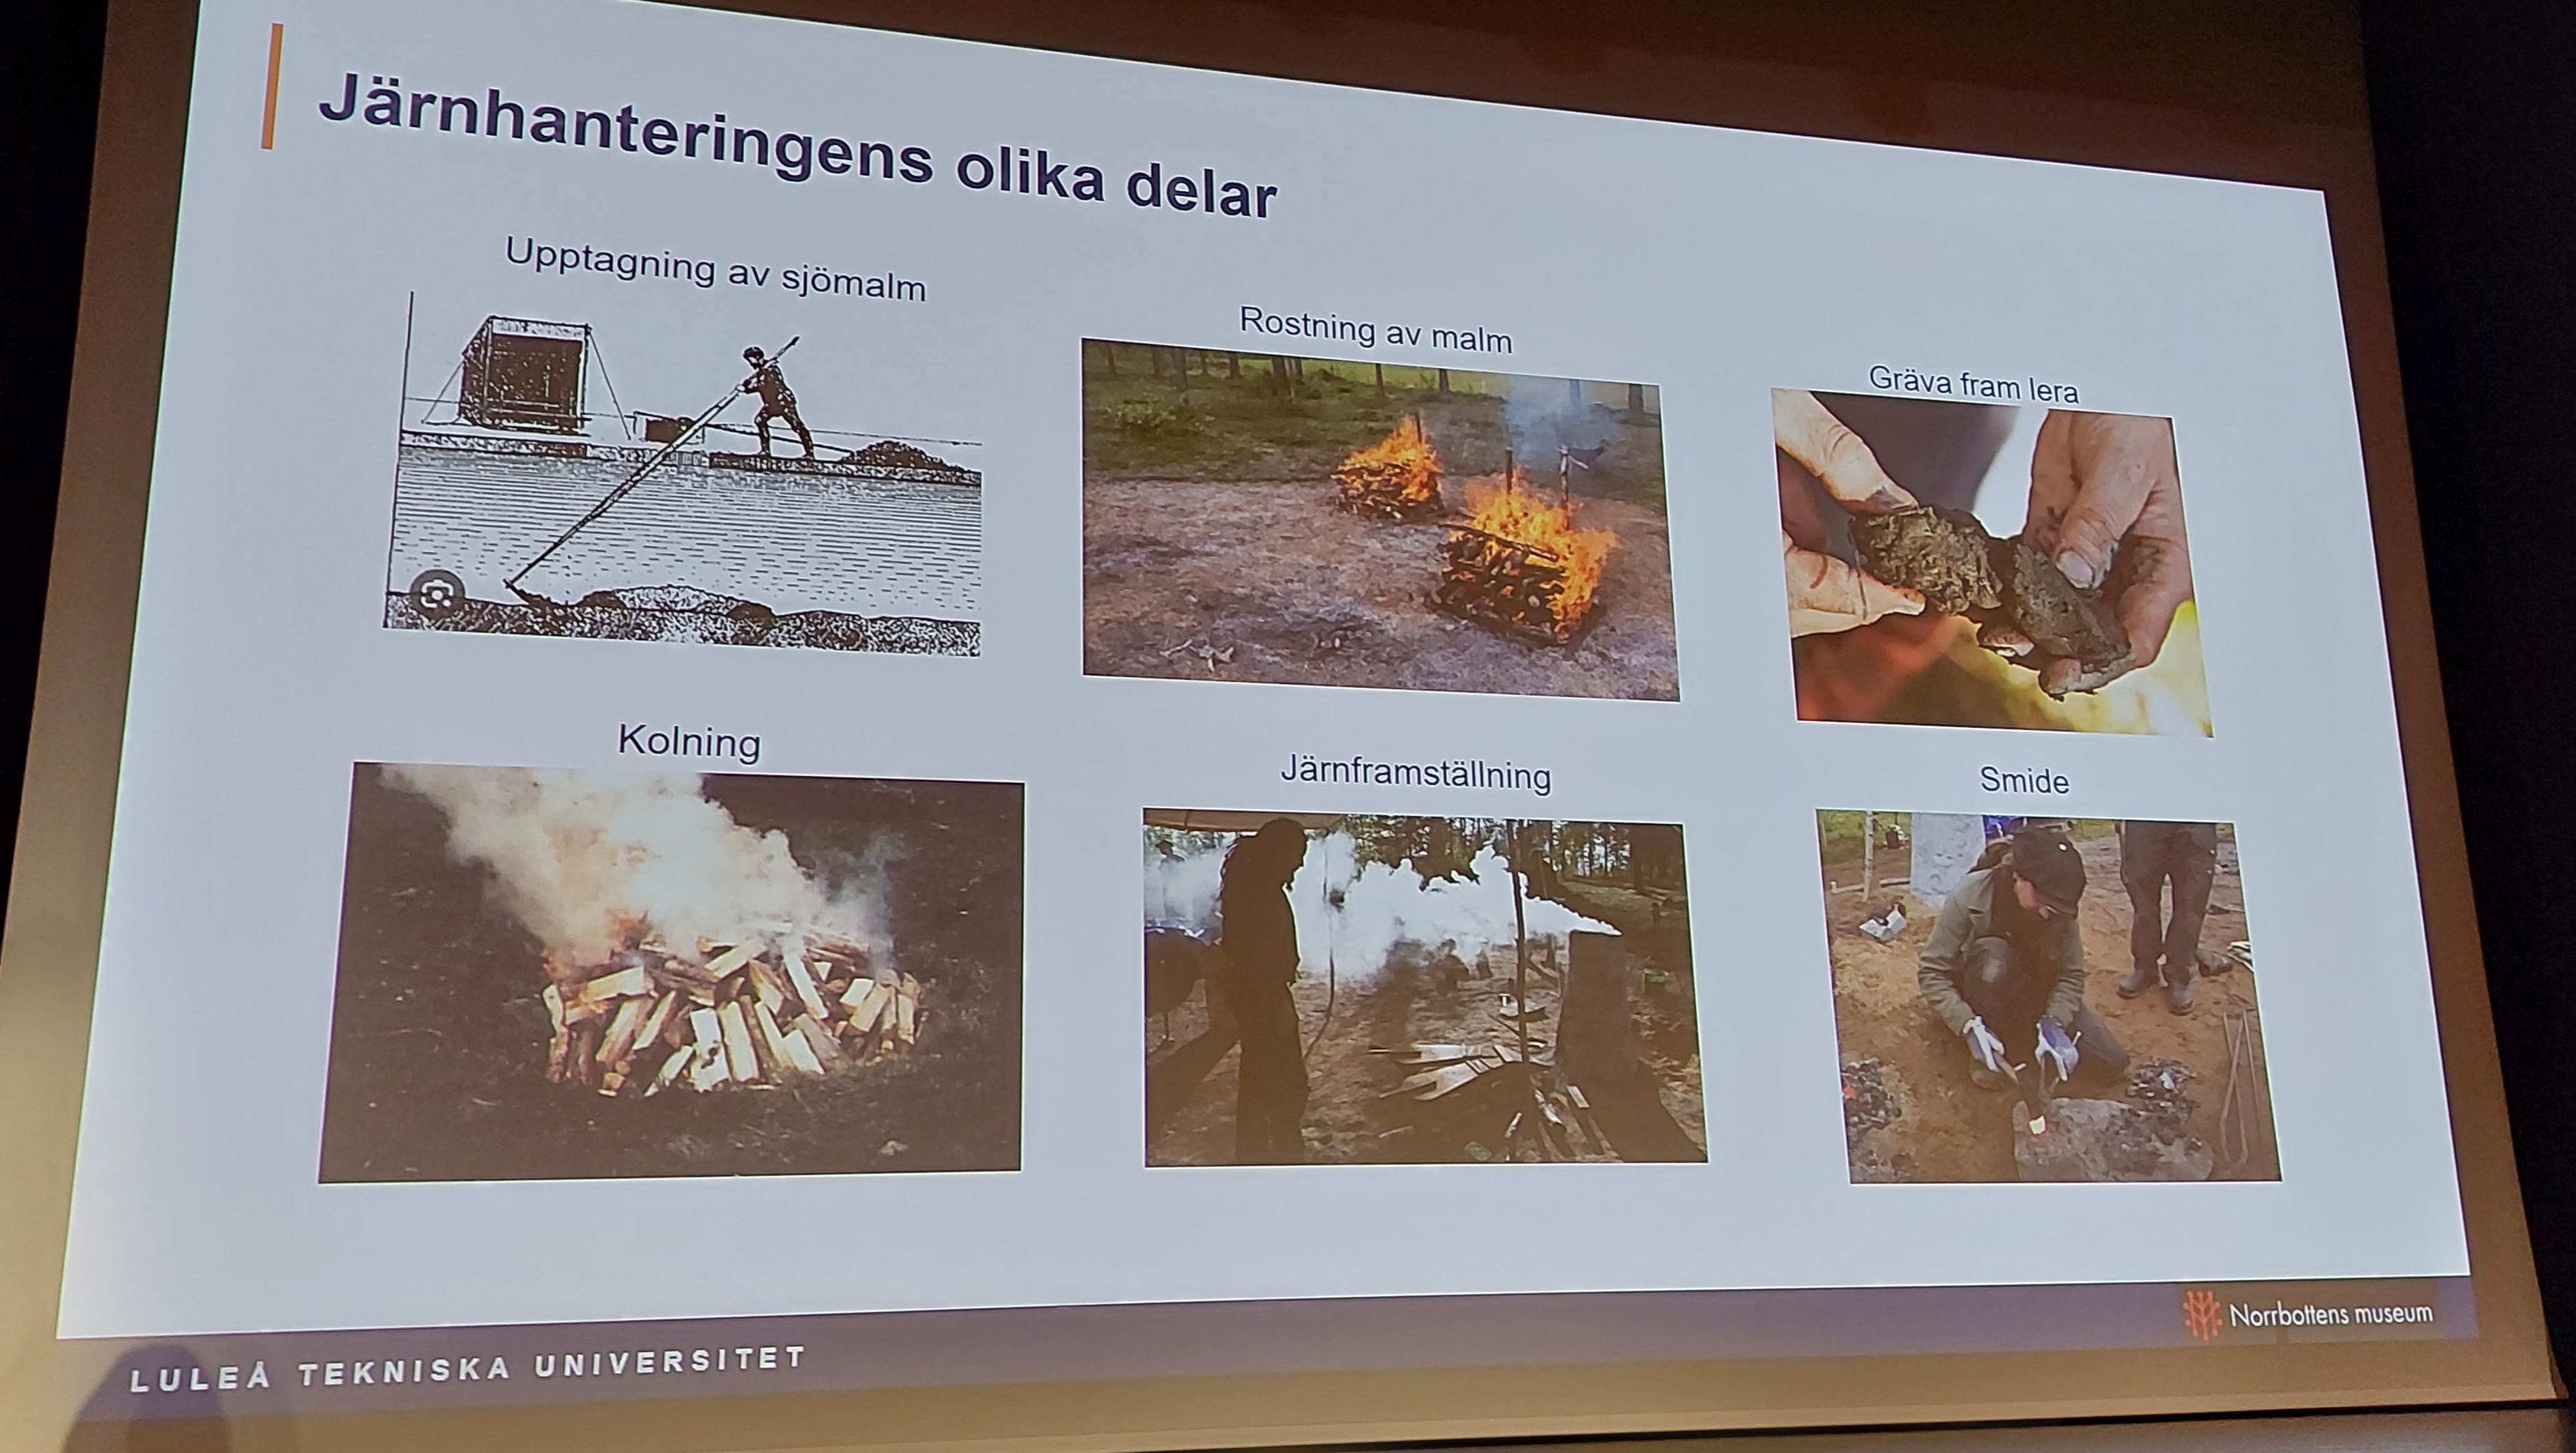 Järnhanteringens olika delar
Upptagning av sjömalm
Rostning av malm
Gräva fram lera
Kolning
Järnframställning
Smide
LULEÅ TEKNISKA UNIVERSITET
Norrbottens museum